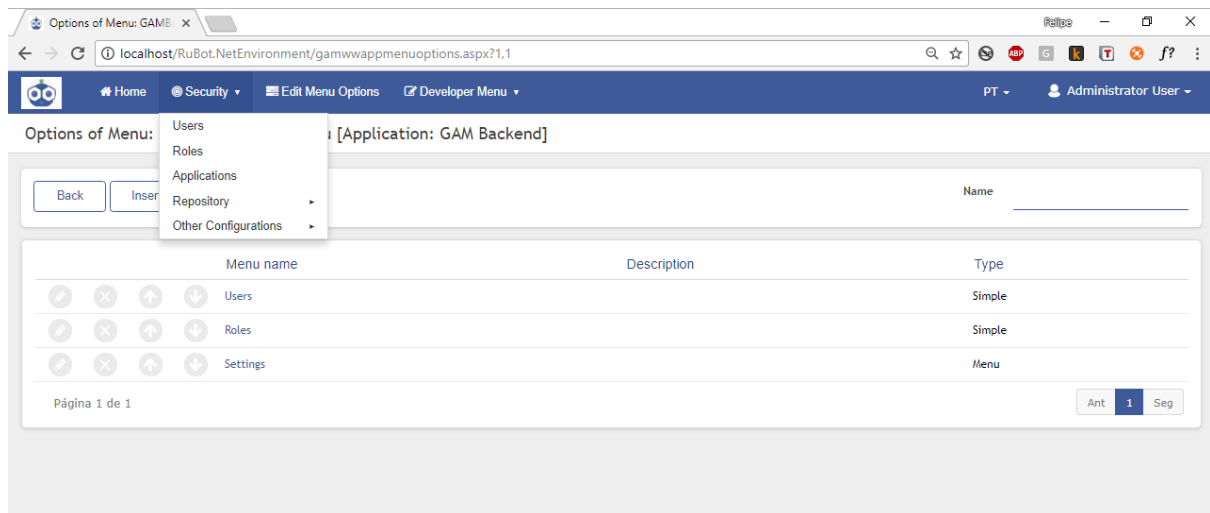 Options of Menu: GAMB
Felipe
localhost/RuBot.NetEnvironment/gamwwappmenuoptions.aspx?1,1
ABP G k T f?
Home Security Edit Menu Options Developer Menu PT Administrator User
Options of Menu: u [Application: GAM Backend]
Users
Roles
Applications
Repository
Other Configurations
Back Inser Name
Menu name Description Type
Users Simple
Roles Simple
Settings Menu
Página 1 de 1 Ant 1 Seg